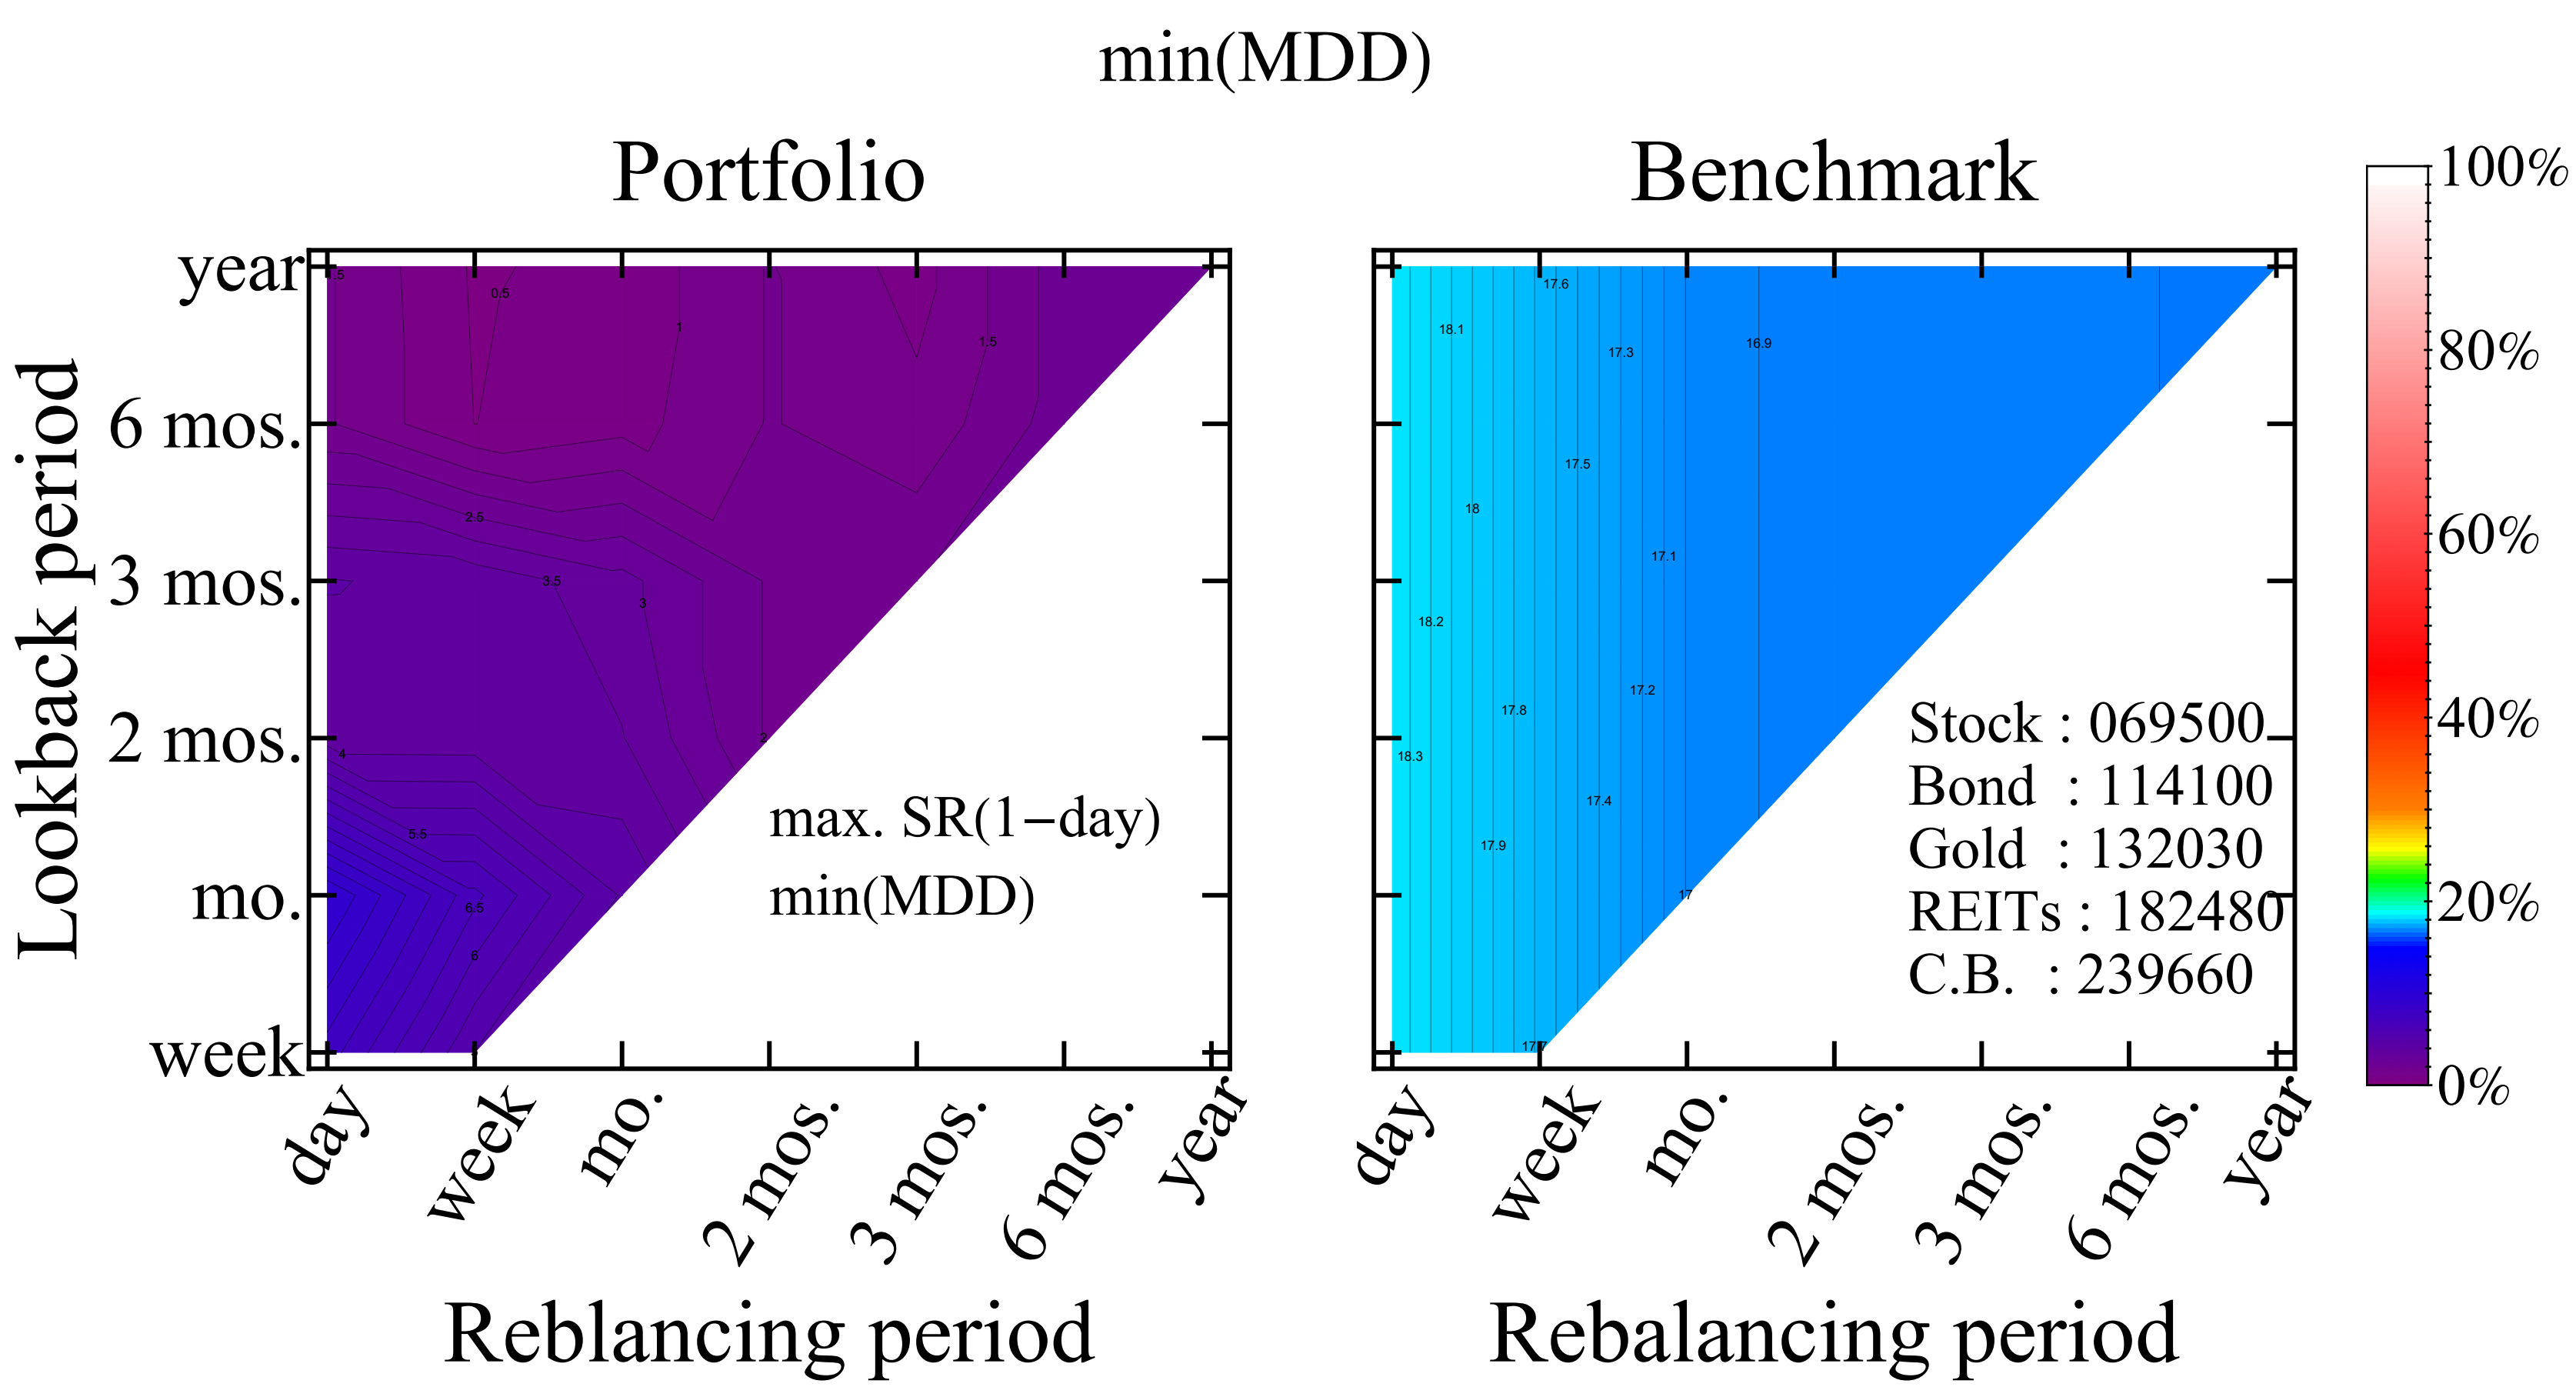 min(MDD)
Portfolio
Benchmark
Lookback period
year
6 mos.
3 mos.
2 mos.
mo.
week
0.5
1
1.5
2.5
3.5
3
2
4
5.5
6.5
6
max. SR(1−day)
min(MDD)
day
week
mo.
2 mos.
3 mos.
6 mos.
year
Reblancing period
17.6
18.1
17.3
16.9
17.5
18
17.1
18.2
17.2
17.8
18.3
17.4
17.9
17
17.7
Stock : 069500
Bond : 114100
Gold : 132030
REITs : 182480
C.B. : 239660
day
week
mo.
2 mos.
3 mos.
6 mos.
year
Rebalancing period
100%
80%
60%
40%
20%
0%